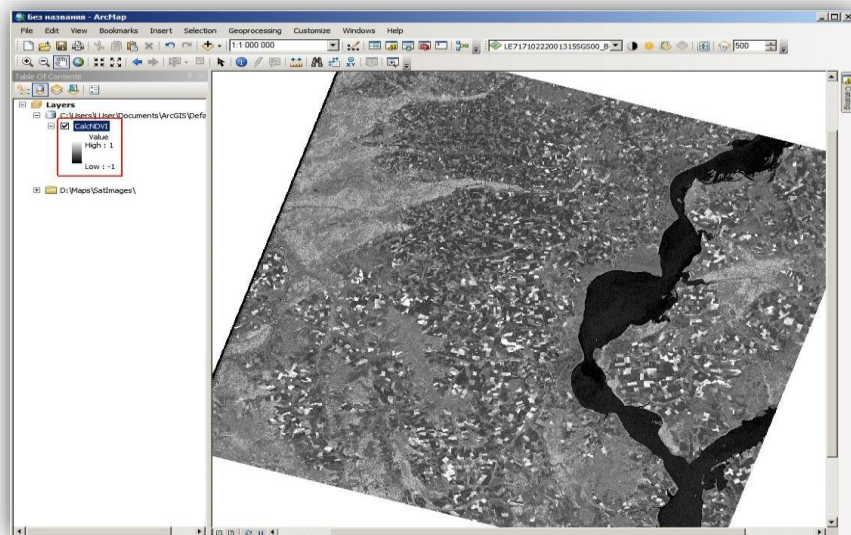 Без названия - ArcMap
File Edit View Bookmarks Insert Selection Geoprocessing Customize Windows Help
1:1 000 000
LE71710222001315SGS00_B
500
Table Of Contents
Layers
C:\Users\User\Documents\ArcGIS\Defa
CalcNDVI
Value
High : 1
Low : -1
D:\Maps\SatImages\
Catalog